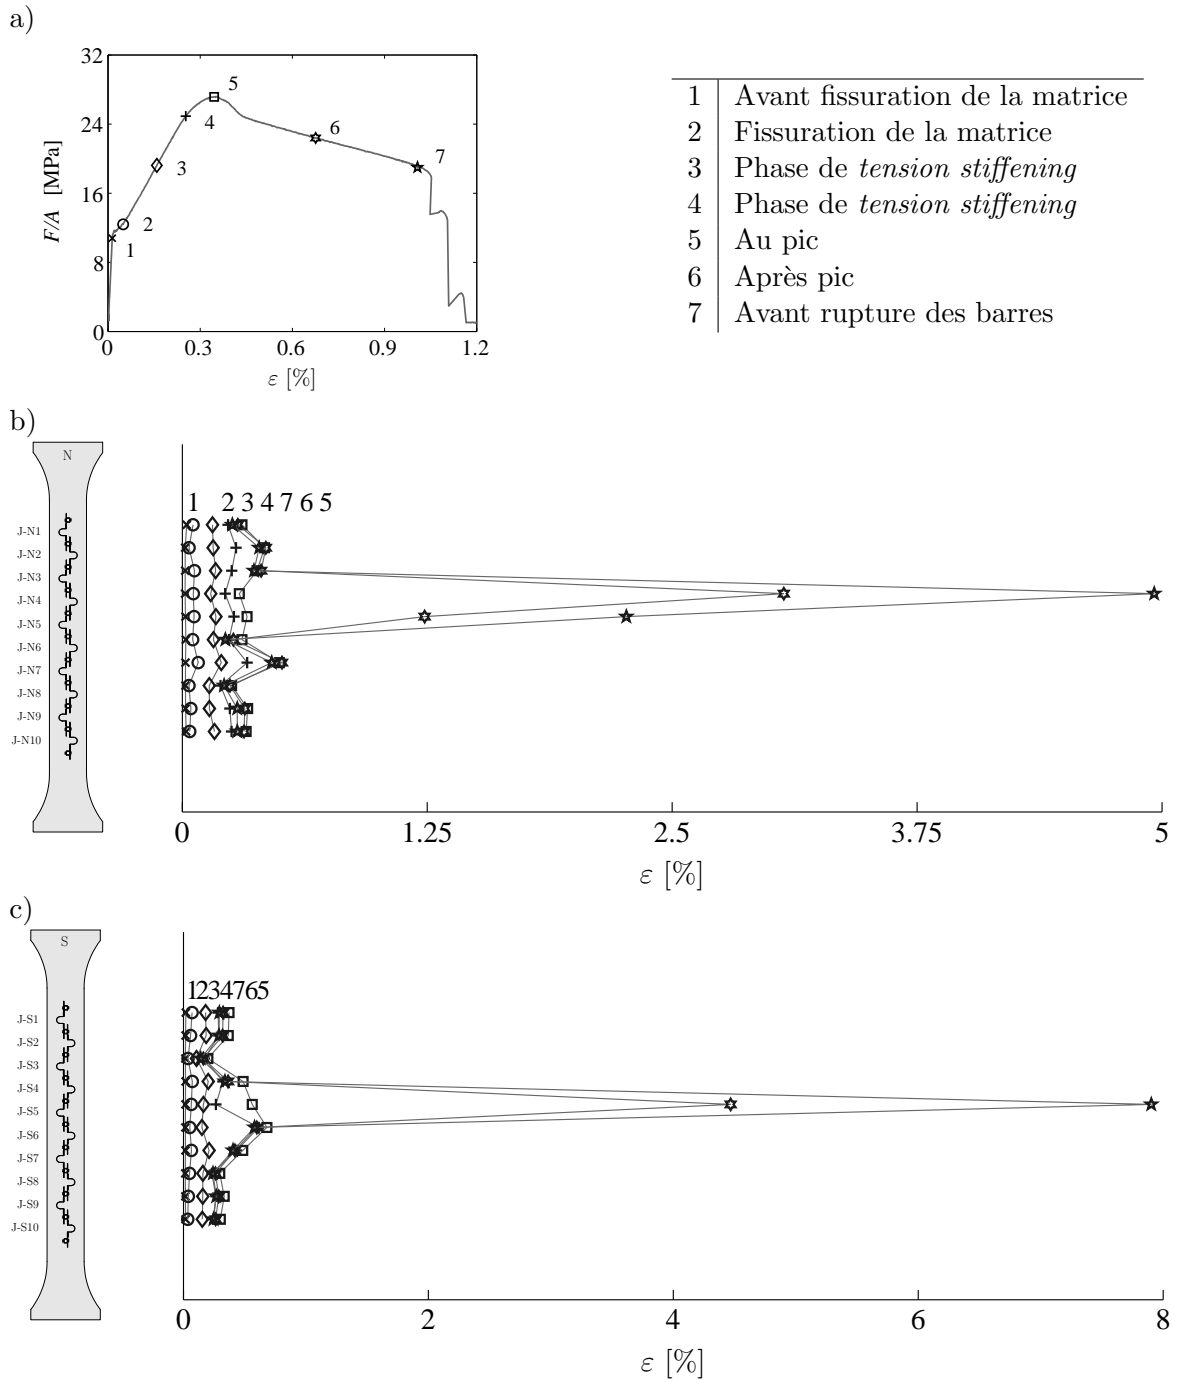 a)
32
24
16
8
0
F/A [MPa]
0 0.3 0.6 0.9 1.2
ε [%]
1
2
3
4
5
6
7
1 Avant fissuration de la matrice
2 Fissuration de la matrice
3 Phase de tension stiffening
4 Phase de tension stiffening
5 Au pic
6 Après pic
7 Avant rupture des barres
b)
N
J-N1
J-N2
J-N3
J-N4
J-N5
J-N6
J-N7
J-N8
J-N9
J-N10
1 2 3 4 7 6 5
0 1.25 2.5 3.75 5
ε [%]
c)
S
J-S1
J-S2
J-S3
J-S4
J-S5
J-S6
J-S7
J-S8
J-S9
J-S10
1234765
0 2 4 6 8
ε [%]